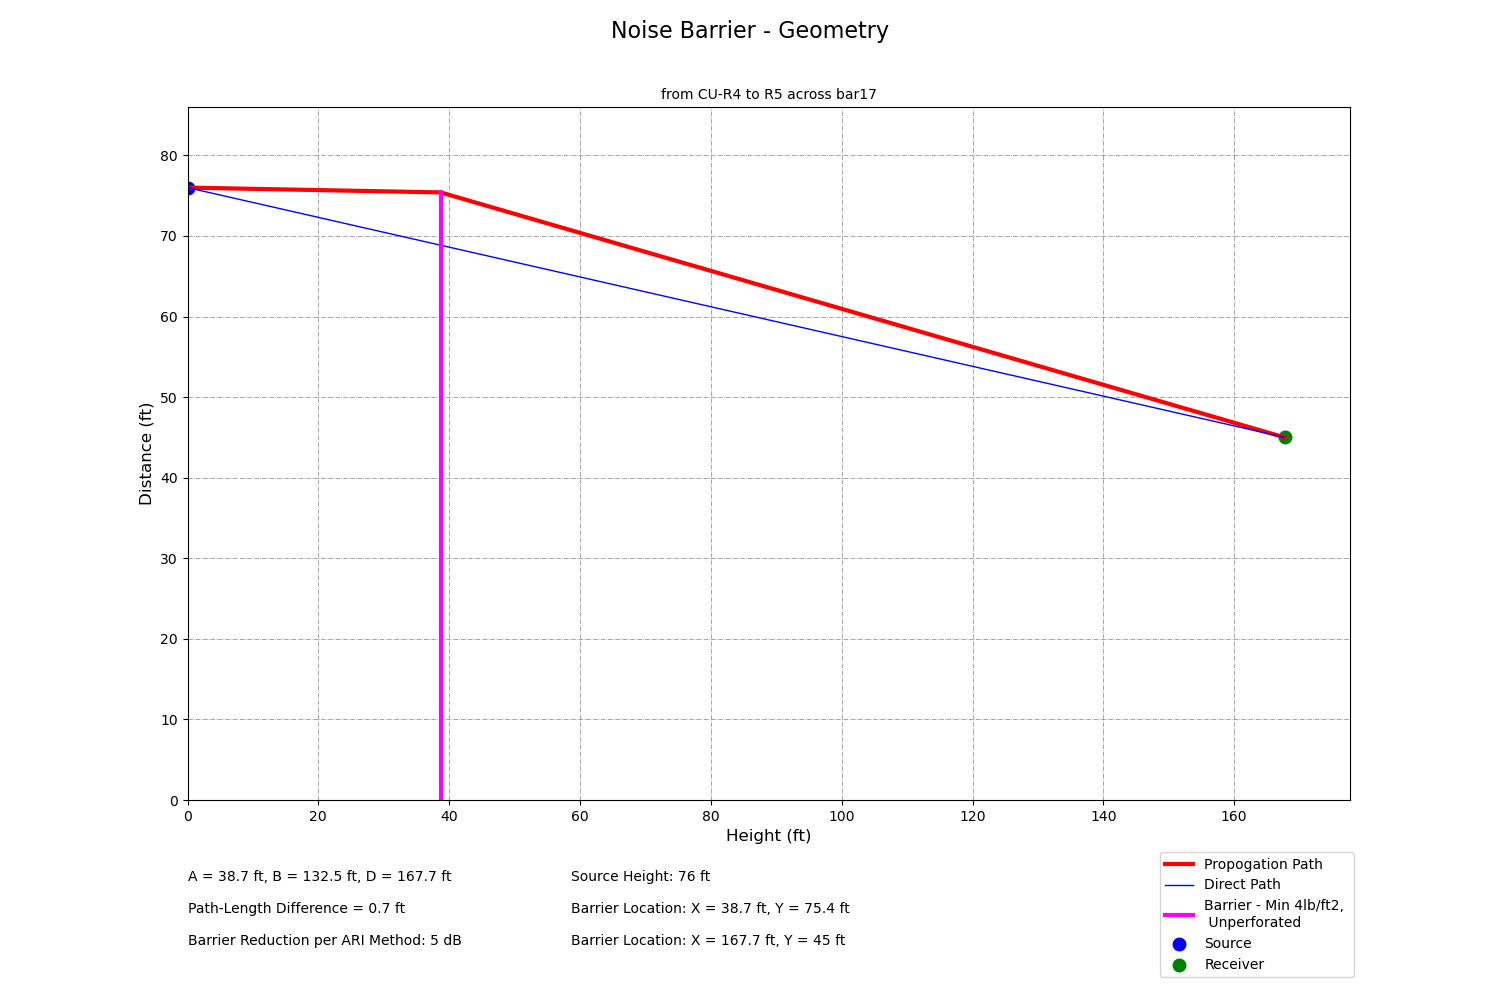 Noise Barrier - Geometry
from CU-R4 to R5 across bar17
80
70
60
50
40
30
20
10
0
Distance (ft)
0 20 40 60 80 100 120 140 160
Height (ft)
A = 38.7 ft, B = 132.5 ft, D = 167.7 ft
Path-Length Difference = 0.7 ft
Barrier Reduction per ARI Method: 5 dB
Source Height: 76 ft
Barrier Location: X = 38.7 ft, Y = 75.4 ft
Barrier Location: X = 167.7 ft, Y = 45 ft
Propogation Path
Direct Path
Barrier - Min 4lb/ft2,
Unperforated
Source
Receiver